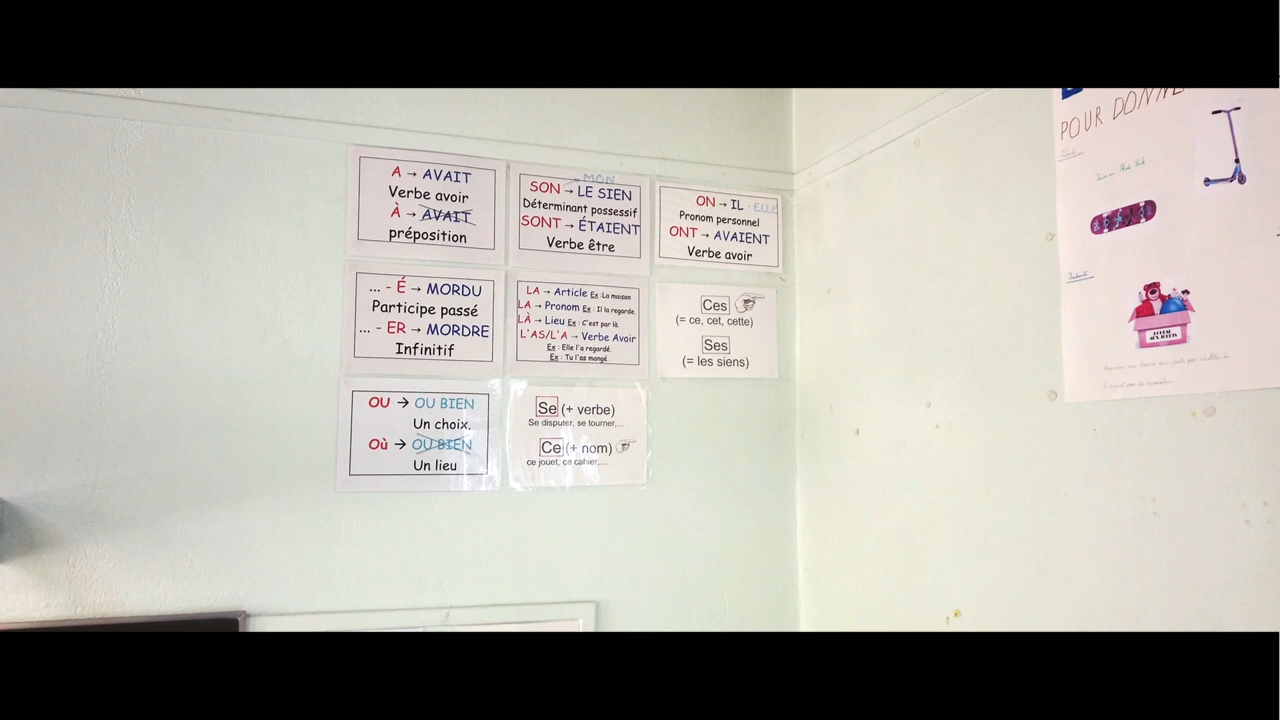 A → AVAIT
Verbe avoir
À → AVAIT
préposition
MON
SON → LE SIEN
Déterminant possessif
SONT → ÉTAIENT
Verbe être
ON → IL - ELLE
Pronom personnel
ONT → AVAIENT
Verbe avoir
... - É → MORDU
Participe passé
... - ER → MORDRE
Infinitif
LA → Article Ex : La maison
LA → Pronom Ex : Il la regarde.
LÀ → Lieu Ex : C'est par là.
L'AS/L'A → Verbe Avoir
Ex : Elle l'a regardé.
Ex : Tu l'as mangé.
Ces
(= ce, cet, cette)
Ses
(= les siens)
OU → OU BIEN
Un choix.
Où → OU BIEN
Un lieu
Se (+ verbe)
Se disputer, se tourner,...
Ce (+ nom)
ce jouet, ce cahier,....
POUR DONNE